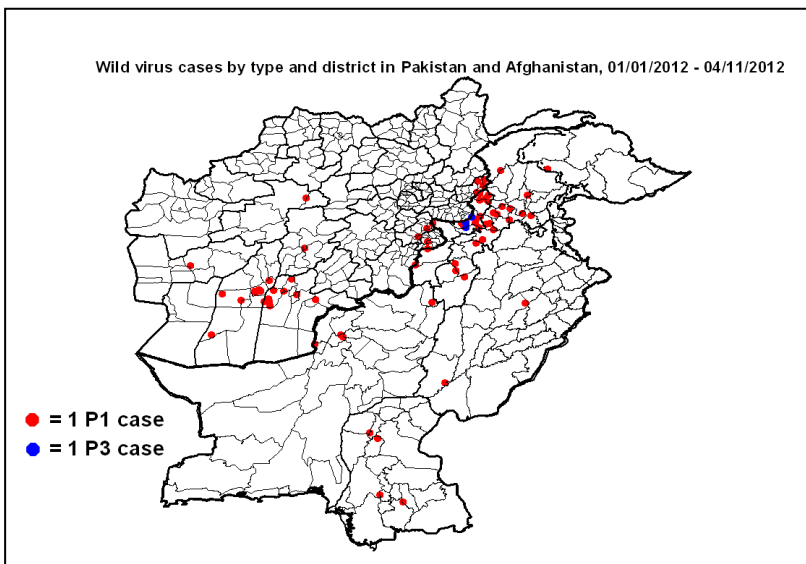 Wild virus cases by type and district in Pakistan and Afghanistan, 01/01/2012 - 04/11/2012
= 1 P1 case
= 1 P3 case